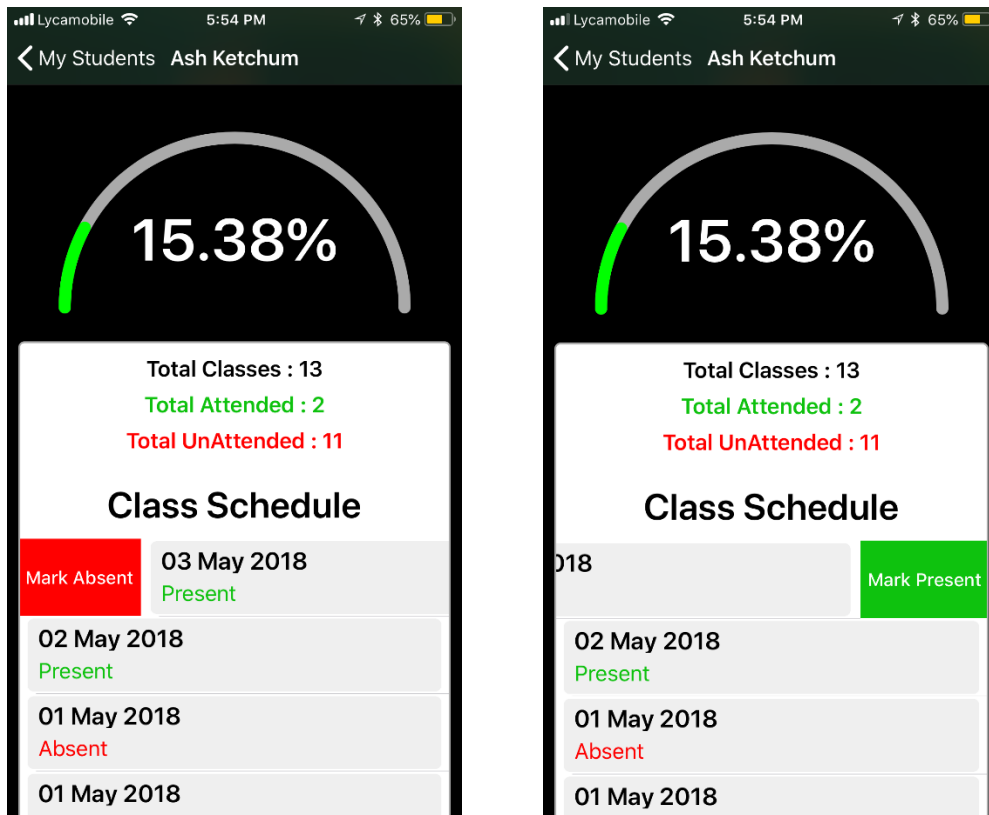 Lycamobile 5:54 PM 65%
My Students Ash Ketchum
15.38%
Total Classes : 13
Total Attended : 2
Total UnAttended : 11
Class Schedule
Mark Absent
03 May 2018
Present
02 May 2018
Present
01 May 2018
Absent
01 May 2018
Lycamobile 5:54 PM 65%
My Students Ash Ketchum
15.38%
Total Classes : 13
Total Attended : 2
Total UnAttended : 11
Class Schedule
018
Mark Present
02 May 2018
Present
01 May 2018
Absent
01 May 2018